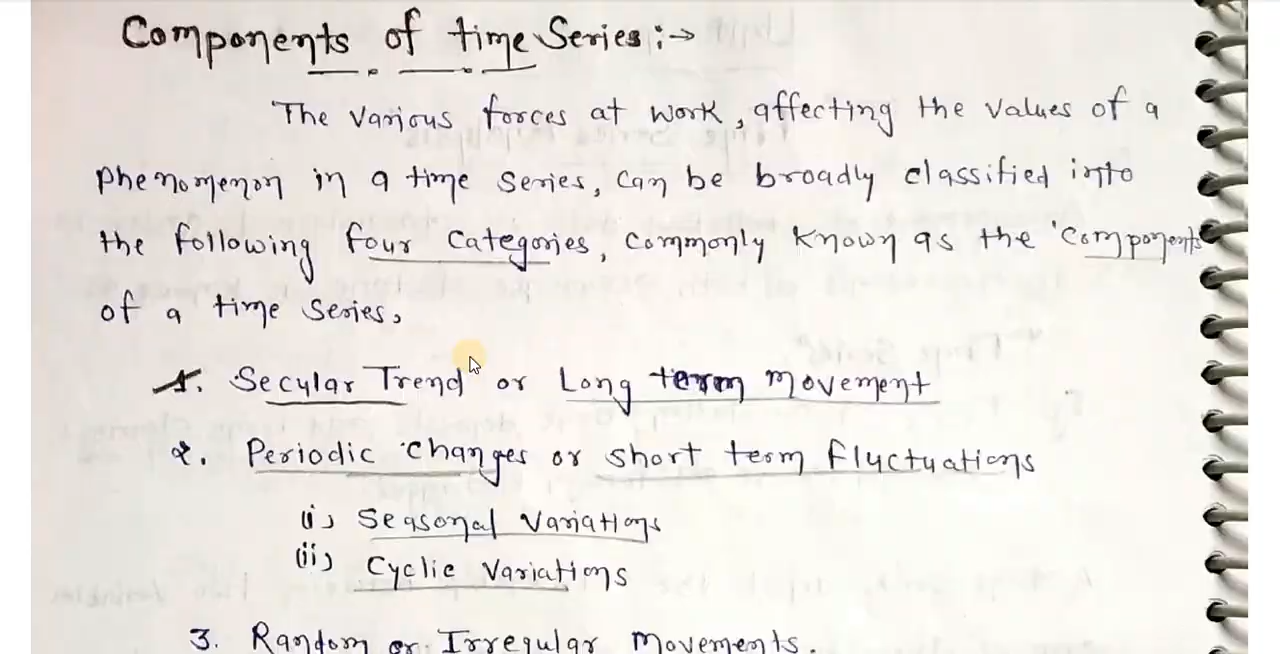 Components of time Series:→
The various forces at work, affecting the values of a
phenomenon in a time series, can be broadly classified into
the following four categories, commonly known as the 'components
of a time series,
1. Secular Trend or Long term movement
2. Periodic changes or short term fluctuations
(i) Seasonal Variations
(ii) Cyclic Variations
3. Random or Irregular movements.